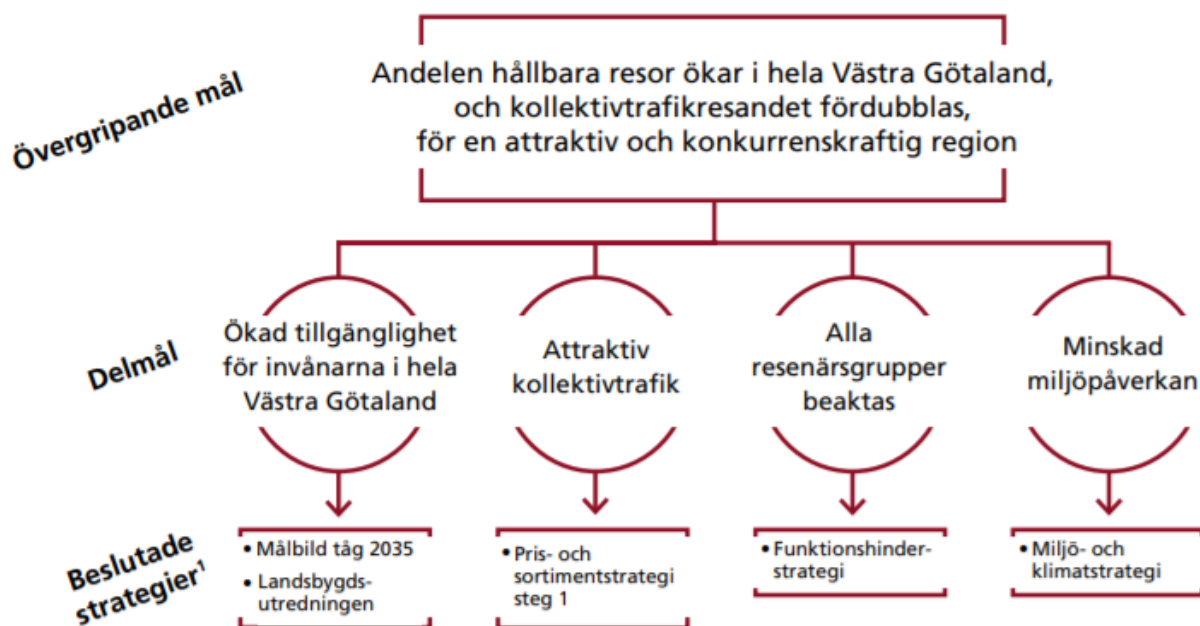 Övergripande mål
Andelen hållbara resor ökar i hela Västra Götaland,
och kollektivtrafikresandet fördubblas,
för en attraktiv och konkurrenskraftig region
Delmål
Ökad tillgänglighet
för invånarna i hela
Västra Götaland
Attraktiv
kollektivtrafik
Alla
resenärsgrupper
beaktas
Minskad
miljöpåverkan
Beslutade
strategier¹
• Målbild tåg 2035
• Landsbygds-
utredningen
• Pris- och
sortimentstrategi
steg 1
• Funktionshinder-
strategi
• Miljö- och
klimatstrategi